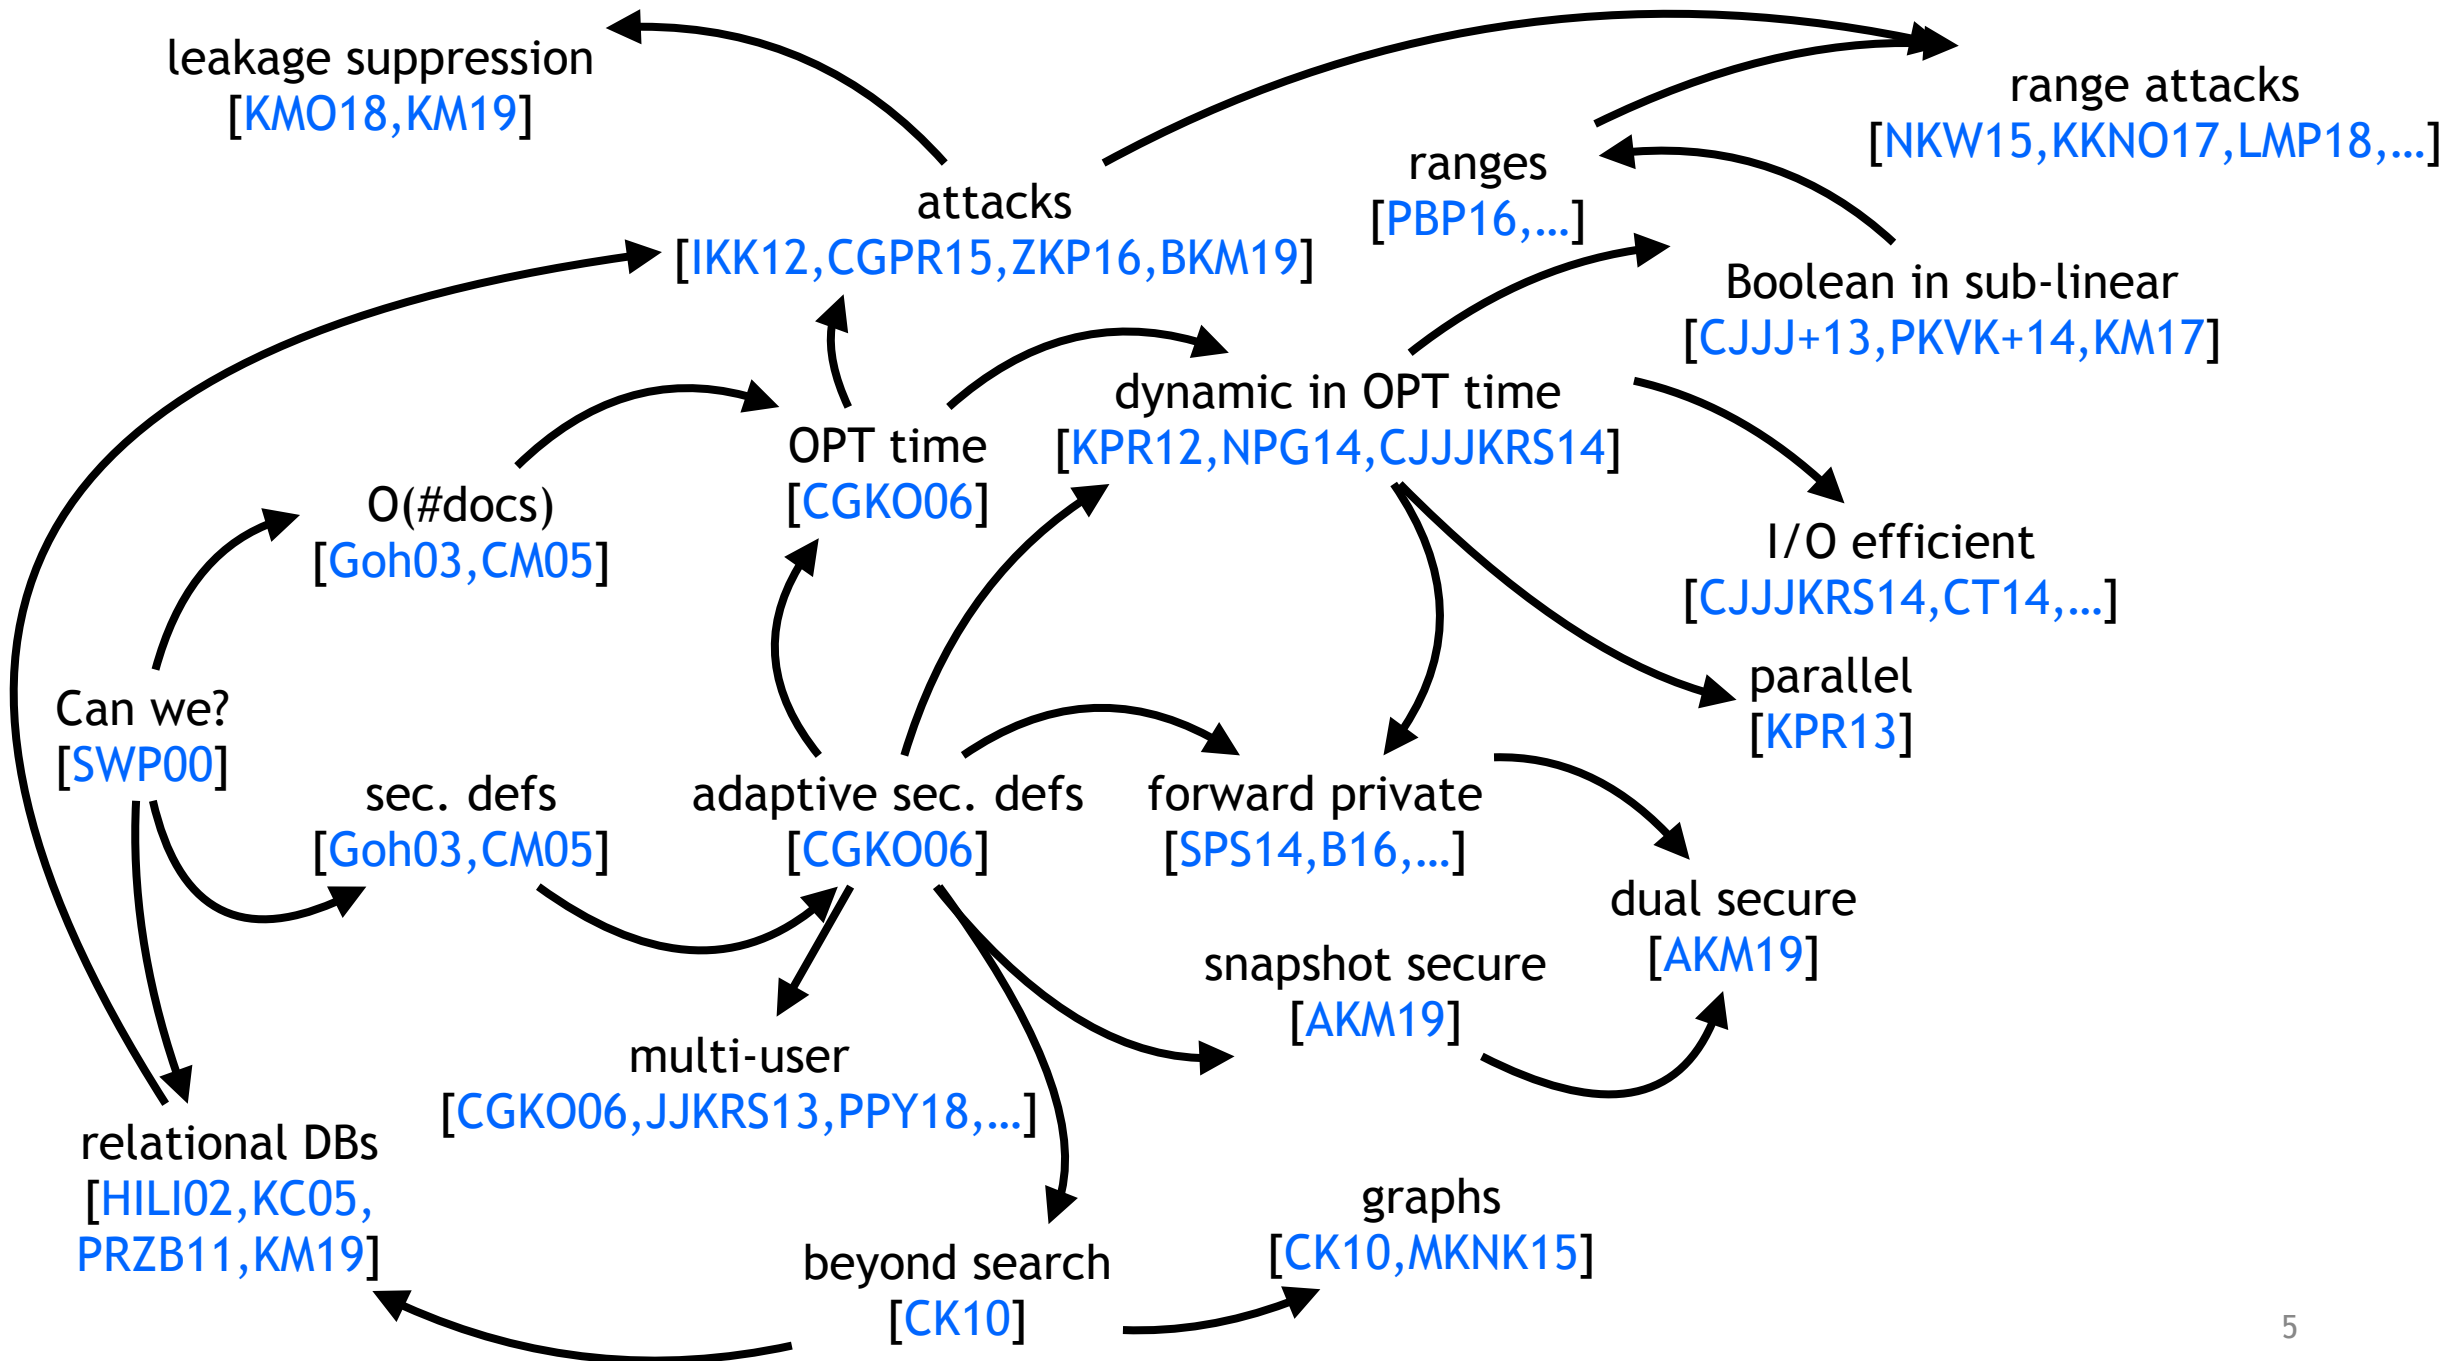 leakage suppression
[KMO18,KM19]
range attacks
[NKW15,KKNO17,LMP18,…]
ranges
[PBP16,…]
attacks
[IKK12,CGPR15,ZKP16,BKM19]
Boolean in sub-linear
[CJJJ+13,PKVK+14,KM17]
dynamic in OPT time
[KPR12,NPG14,CJJJKRS14]
OPT time
[CGKO06]
O(#docs)
[Goh03,CM05]
I/O efficient
[CJJJKRS14,CT14,…]
parallel
[KPR13]
Can we?
[SWP00]
sec. defs
[Goh03,CM05]
adaptive sec. defs
[CGKO06]
forward private
[SPS14,B16,…]
dual secure
[AKM19]
snapshot secure
[AKM19]
multi-user
[CGKO06,JJKRS13,PPY18,…]
relational DBs
[HILI02,KC05,
PRZB11,KM19]
graphs
[CK10,MKNK15]
beyond search
[CK10]
5